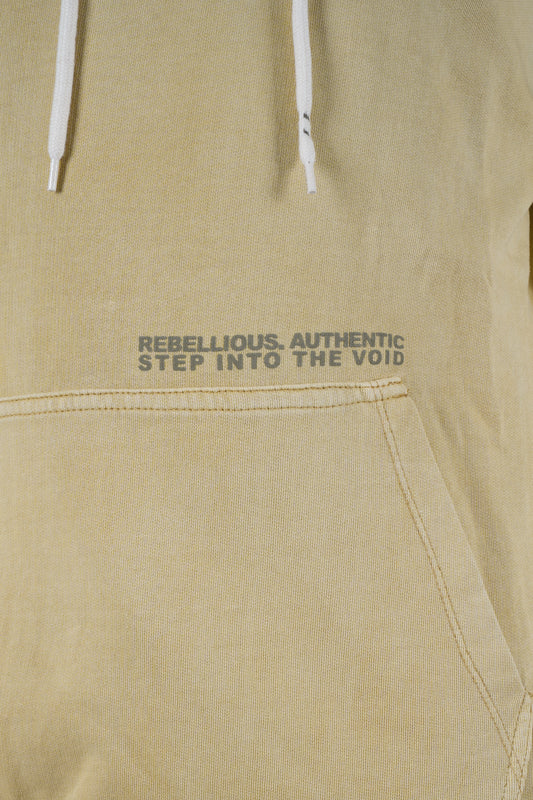 REBELLIOUS. AUTHENTIC
STEP INTO THE VOID